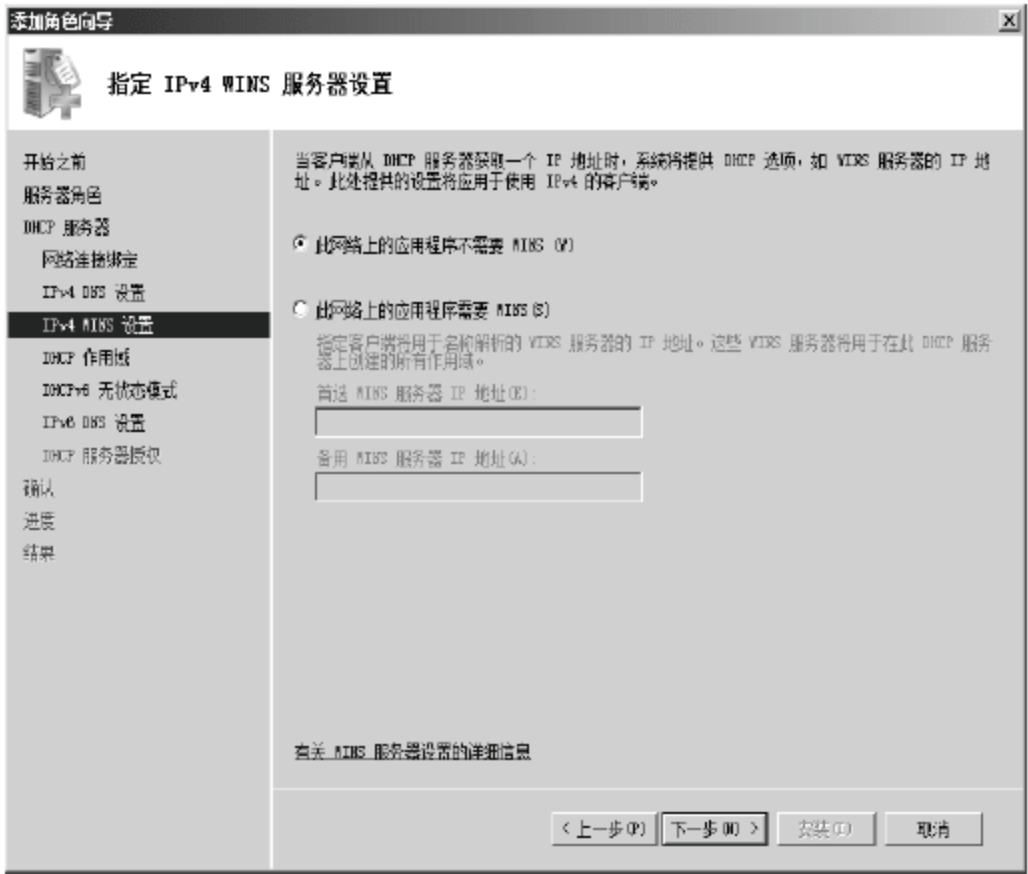 添加角色向导
指定 IPv4 WINS 服务器设置
开始之前
服务器角色
DHCP 服务器
网络连接绑定
IPv4 DNS 设置
IPv4 WINS 设置
DHCP 作用域
DHCPv6 无状态模式
IPv6 DNS 设置
DHCP 服务器授权
确认
进度
结果
当客户端从 DHCP 服务器获取一个 IP 地址时，系统将提供 DHCP 选项，如 WINS 服务器的 IP 地
址。此处提供的设置将应用于使用 IPv4 的客户端。
此网络上的应用程序不需要 WINS (W)
此网络上的应用程序需要 WINS(S)
指定客户端将用于名称解析的 WINS 服务器的 IP 地址。这些 WINS 服务器将用于在此 DHCP 服务
器上创建的所有作用域。
首选 WINS 服务器 IP 地址(E):
备用 WINS 服务器 IP 地址(A):
有关 WINS 服务器设置的详细信息
< 上一步(P)
下一步(N) >
安装(I)
取消